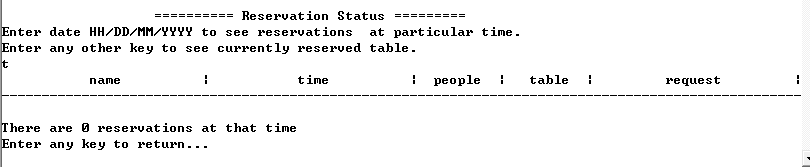 ========== Reservation Status =========
Enter date HH/DD/MM/YYYY to see reservations  at particular time.
Enter any other key to see currently reserved table.
t
name ¦ time ¦ people ¦ table ¦ request ¦
There are 0 reservations at that time
Enter any key to return...